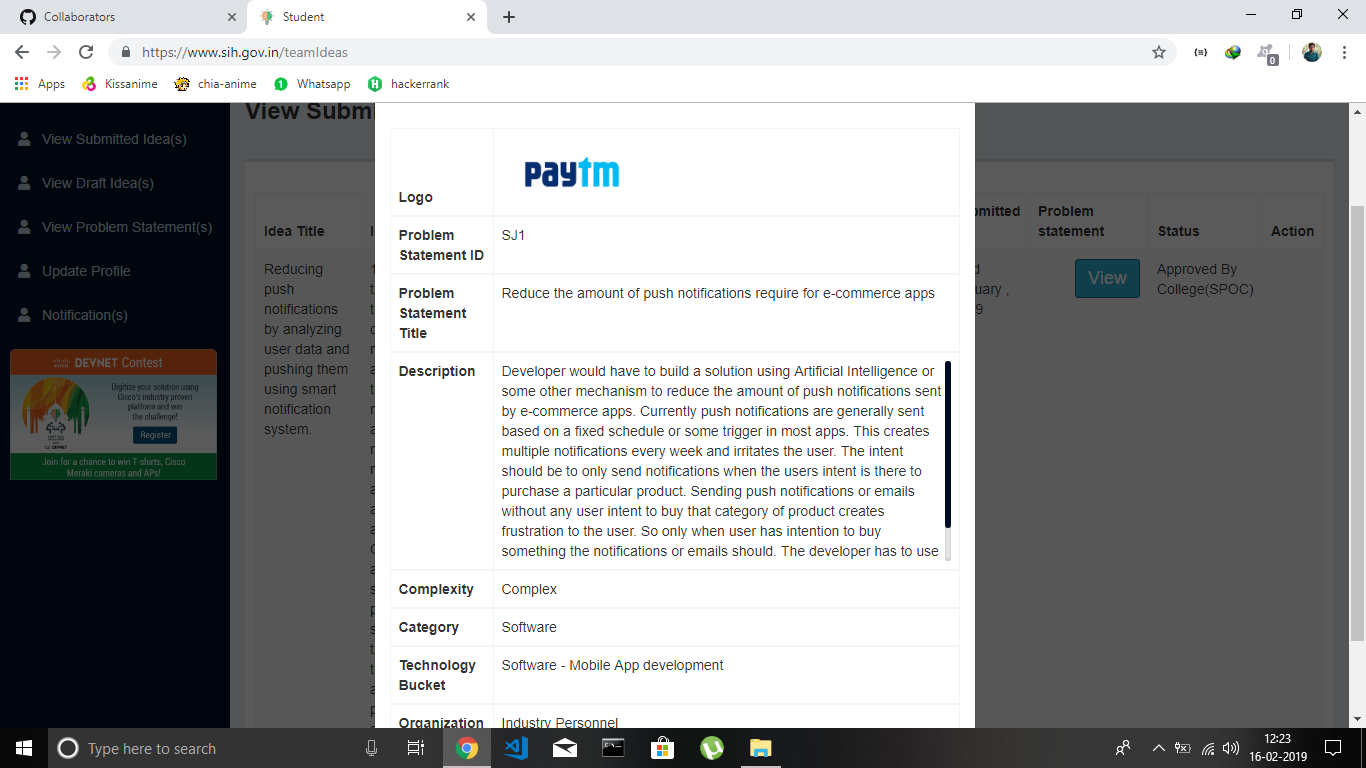 Collaborators
Student
https://www.sih.gov.in/teamIdeas
0
Apps
Kissanime
chia-anime
1
Whatsapp
hackerrank
View Submitted Idea(s)
View Draft Idea(s)
View Problem Statement(s)
Update Profile
Notification(s)
DEVNET Contest
Digitize your solution using
Cisco's industry proven
platform and win
the challenge!
Register
Join for a chance to win T-shirts, Cisco
Meraki cameras and APs!
View Submi
Idea Title
Reducing
push
notifications
by analyzing
user data and
pushing them
using smart
notification
system.
paytm
Logo
Problem
Statement ID
SJ1
Problem
Statement
Title
Reduce the amount of push notifications require for e-commerce apps
Description
Developer would have to build a solution using Artificial Intelligence or
some other mechanism to reduce the amount of push notifications sent
by e-commerce apps. Currently push notifications are generally sent
based on a fixed schedule or some trigger in most apps. This creates
multiple notifications every week and irritates the user. The intent
should be to only send notifications when the users intent is there to
purchase a particular product. Sending push notifications or emails
without any user intent to buy that category of product creates
frustration to the user. So only when user has intention to buy
something the notifications or emails should. The developer has to use
Complexity
Complex
Category
Software
Technology
Bucket
Software - Mobile App development
Organization
Industry Personnel
mitted
Problem
statement
Status
Action
uary ,
9
View
Approved By
College(SPOC)
Type here to search
12:23
16-02-2019